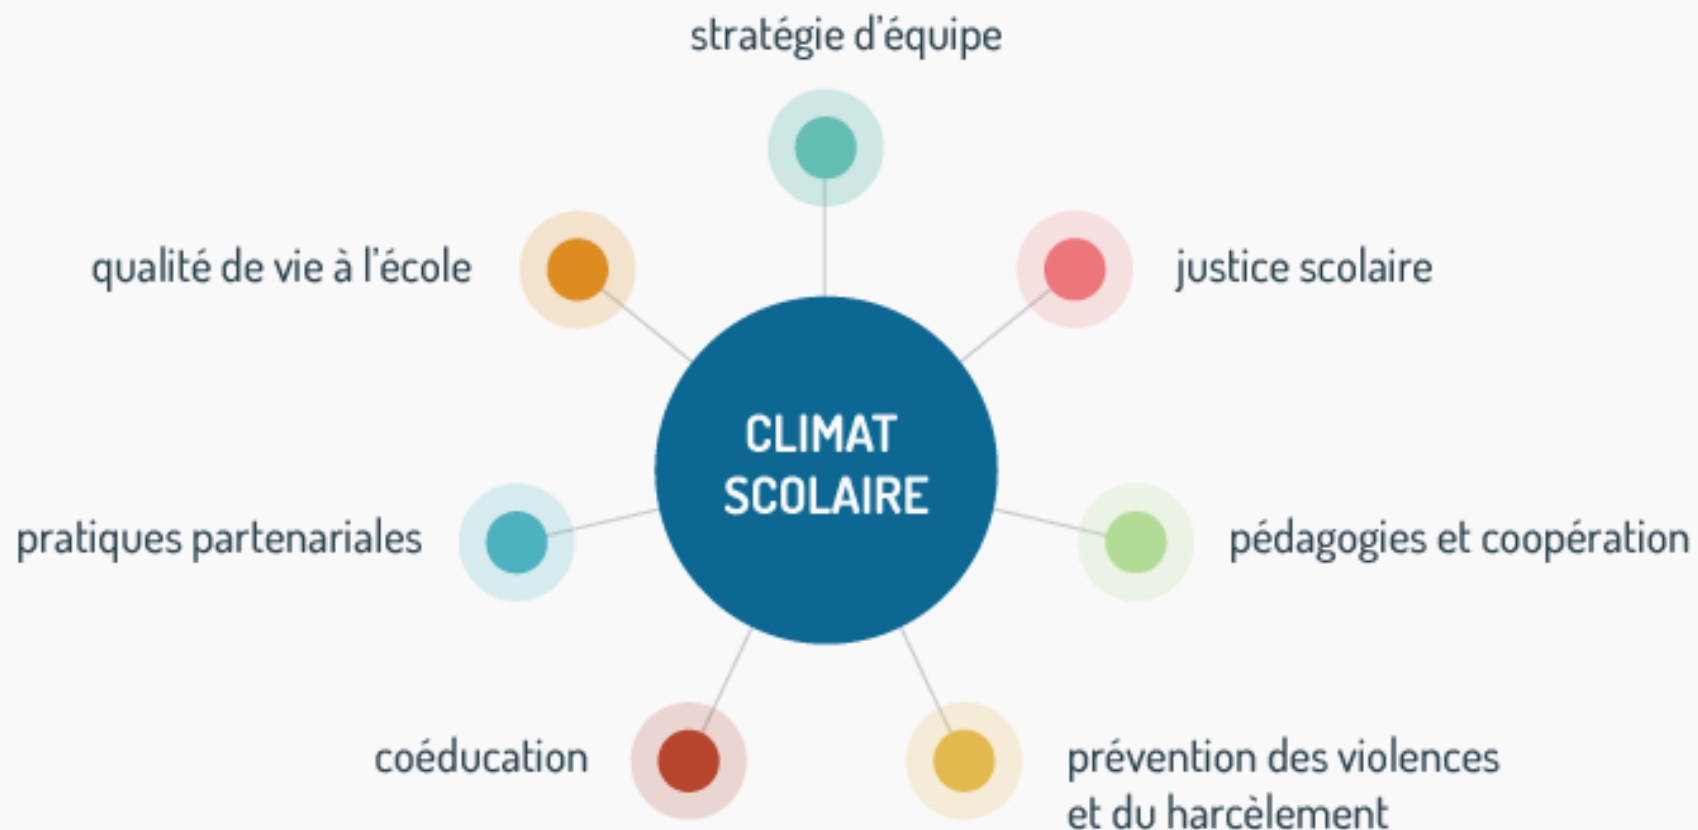 stratégie d'équipe
qualité de vie à l'école
justice scolaire
CLIMAT
SCOLAIRE
pratiques partenariales
pédagogies et coopération
coéducation
prévention des violences
et du harcèlement